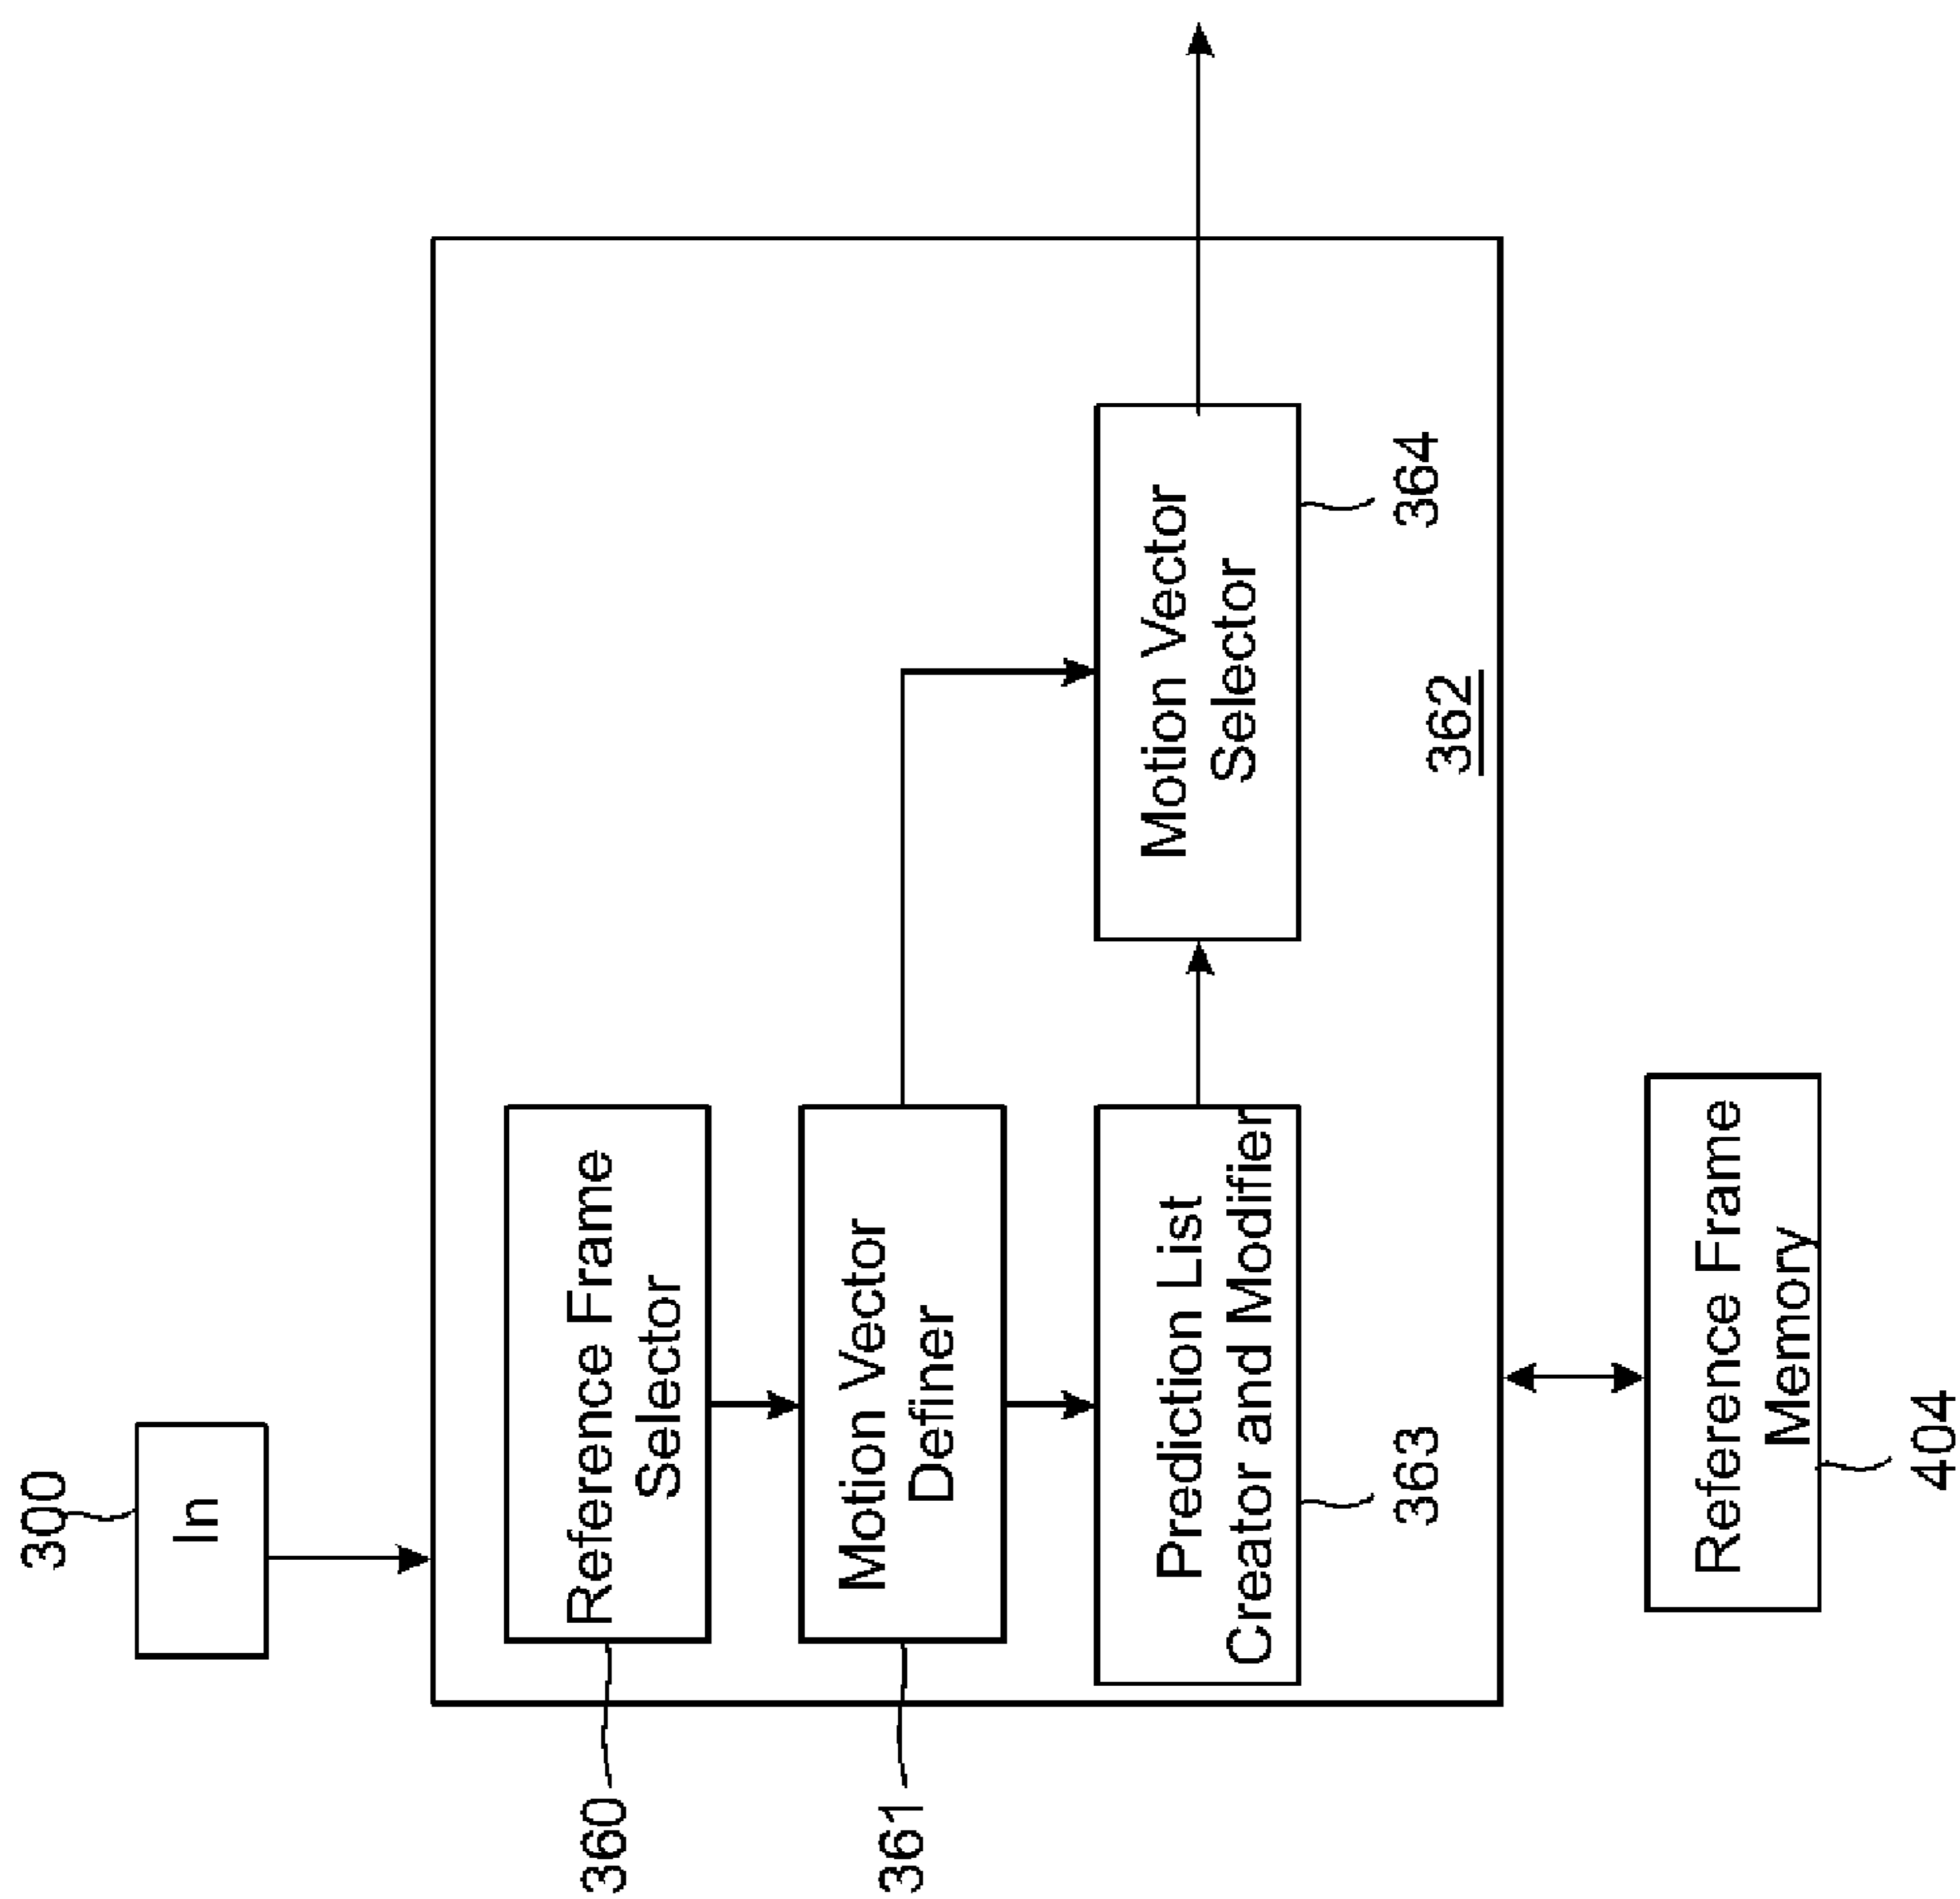 300
In
360
Reference Frame
Selector
361
Motion Vector
Definer
Prediction List
Creator and Modifier
363
Motion Vector
Selector
364
362
Reference Frame
Memory
404